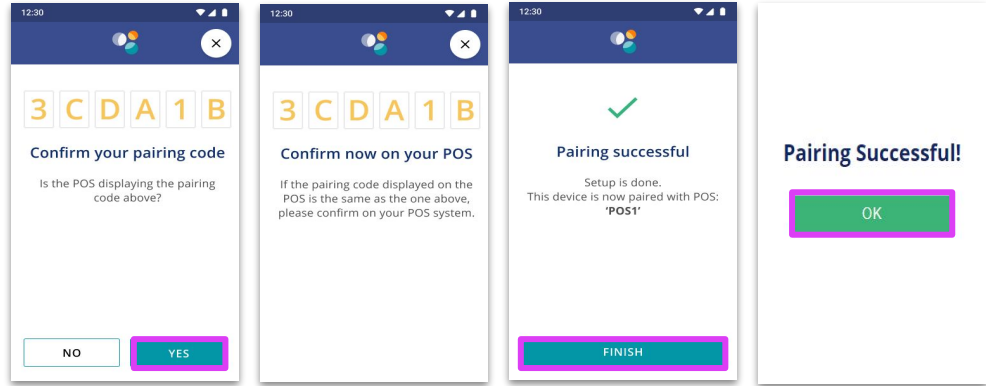 12:30
3 C D A 1 B
Confirm your pairing code
Is the POS displaying the pairing
code above?
NO
YES
12:30
3 C D A 1 B
Confirm now on your POS
If the pairing code displayed on the
POS is the same as the one above,
please confirm on your POS system.
12:30
Pairing successful
Setup is done.
This device is now paired with POS:
'POS1'
FINISH
Pairing Successful!
OK